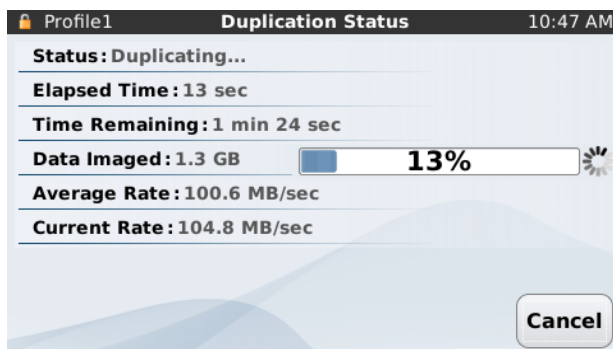 Profile1 Duplication Status 10:47 AM
Status: Duplicating...
Elapsed Time: 13 sec
Time Remaining: 1 min 24 sec
Data Imaged: 1.3 GB 13%
Average Rate: 100.6 MB/sec
Current Rate: 104.8 MB/sec
Cancel